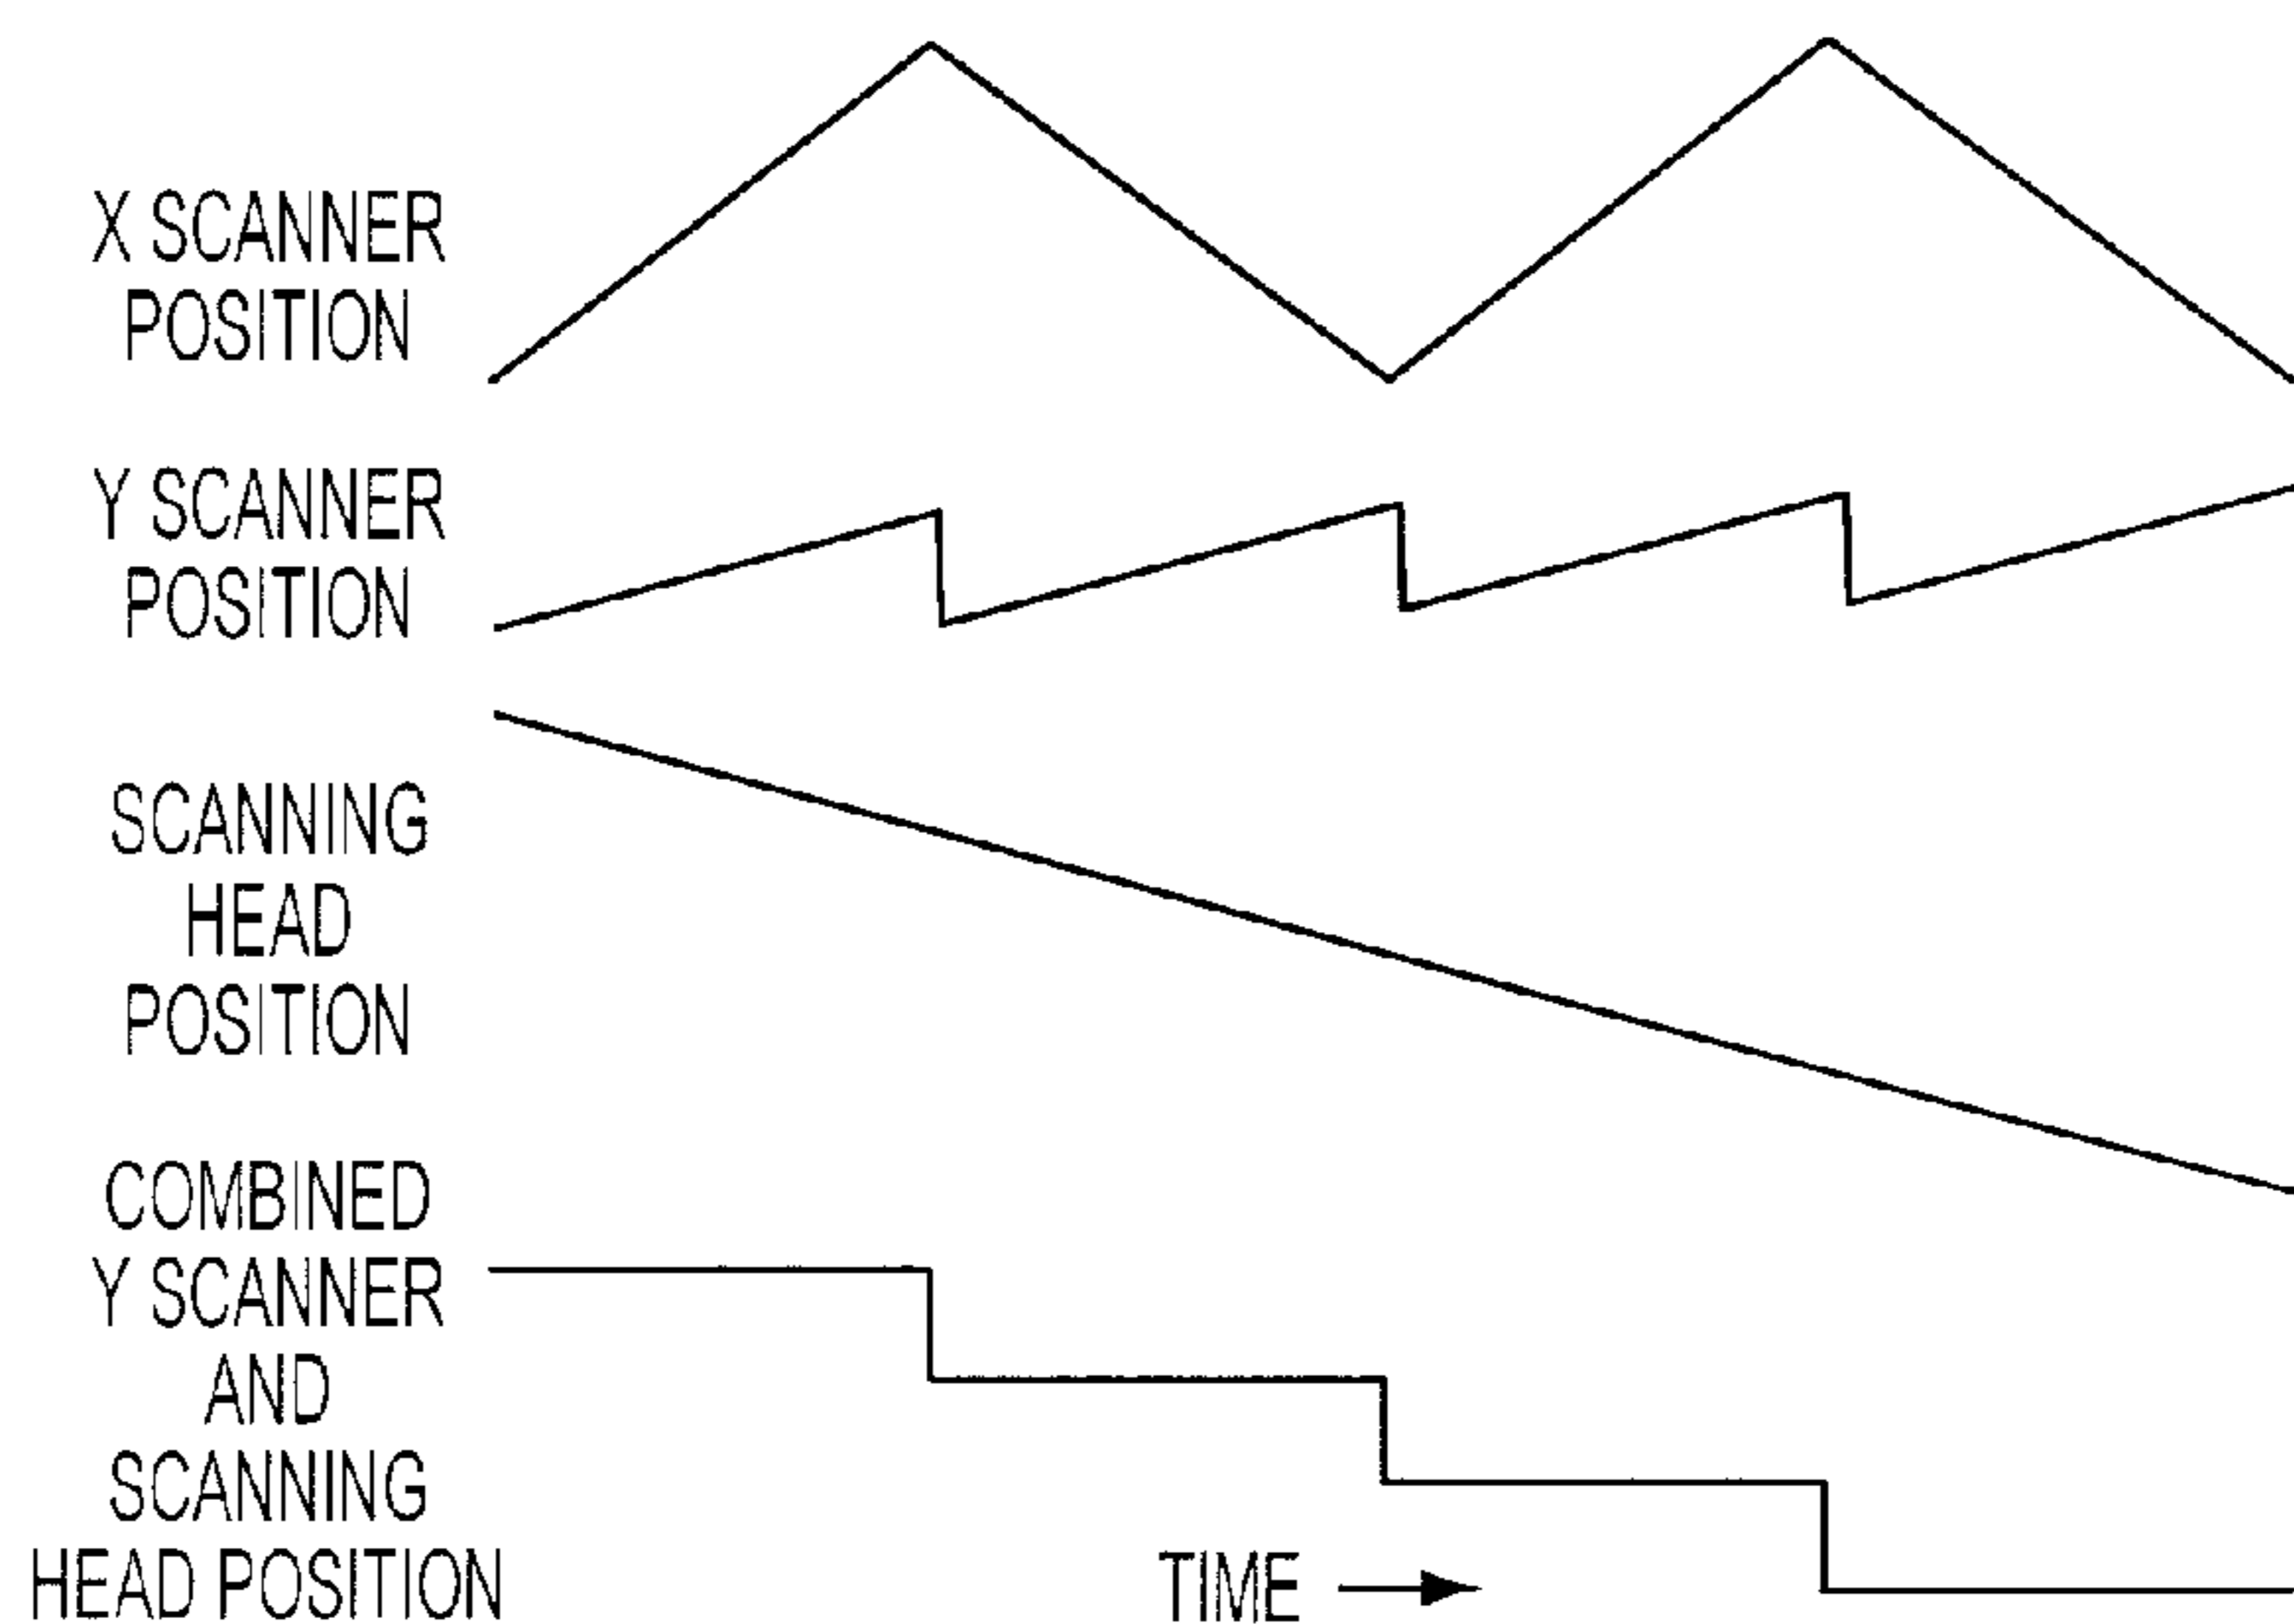 X SCANNER
POSITION
Y SCANNER
POSITION
SCANNING
HEAD
POSITION
COMBINED
Y SCANNER
AND
SCANNING
HEAD POSITION
TIME